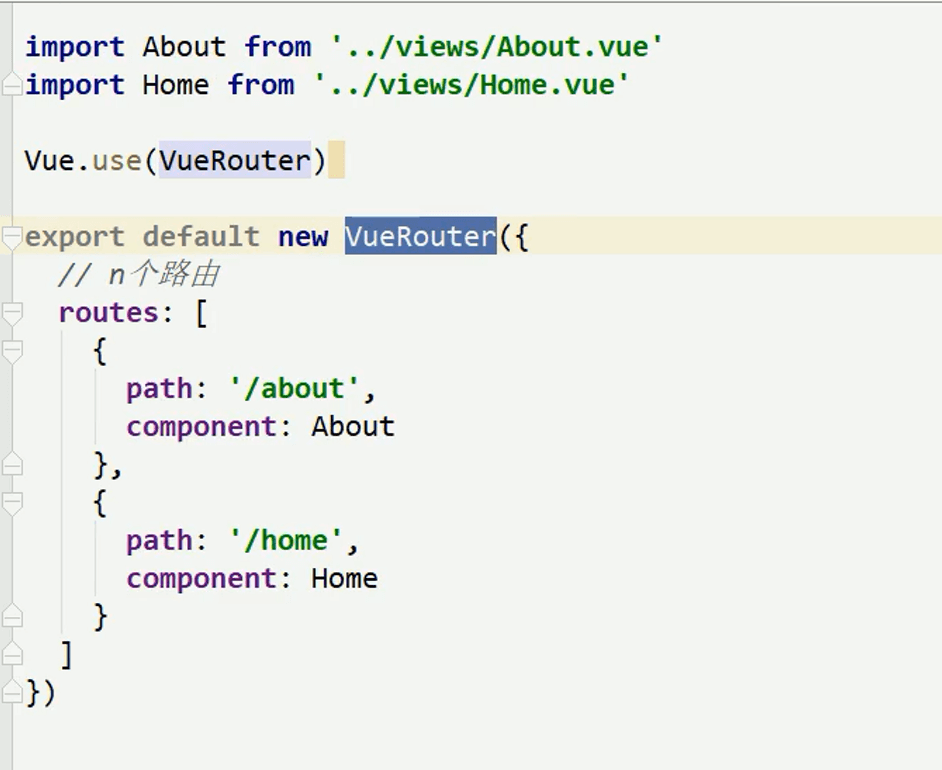 import About from '../views/About.vue'
import Home from '../views/Home.vue'
Vue.use(VueRouter)
export default new VueRouter({
// n个路由
routes: [
{
path: '/about',
component: About
},
{
path: '/home',
component: Home
}
]
})